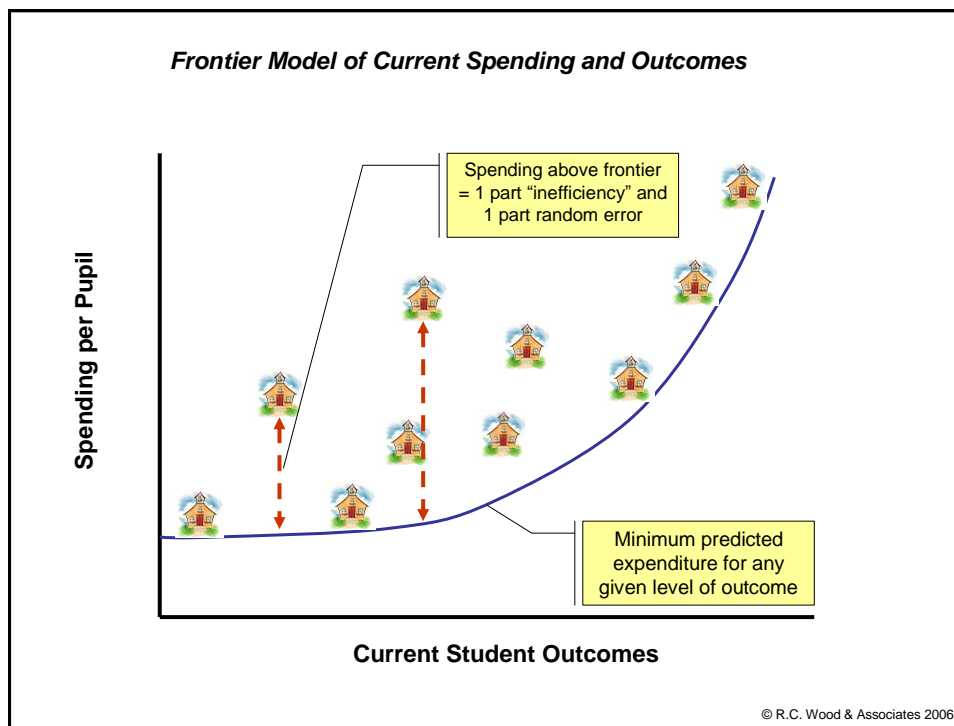 Frontier Model of Current Spending and Outcomes
Spending above frontier
= 1 part “inefficiency” and
1 part random error
Spending per Pupil
Minimum predicted
expenditure for any
given level of outcome
Current Student Outcomes
© R.C. Wood & Associates 2006